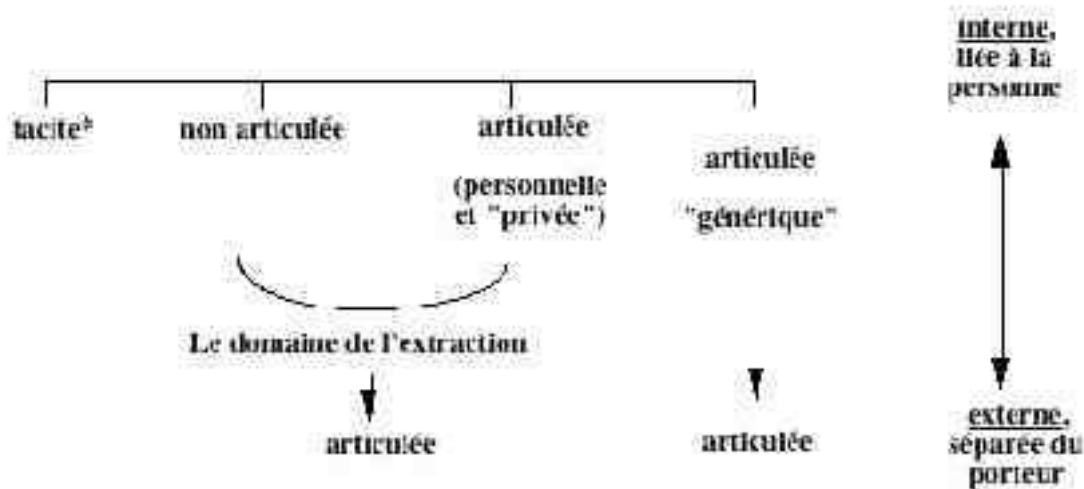 interne,
liée à la
personne
tacite*
non articulée
articulée
(personnelle
et "privée")
articulée
"générique"
Le domaine de l'extraction
articulée
articulée
externe,
séparée du
porteur